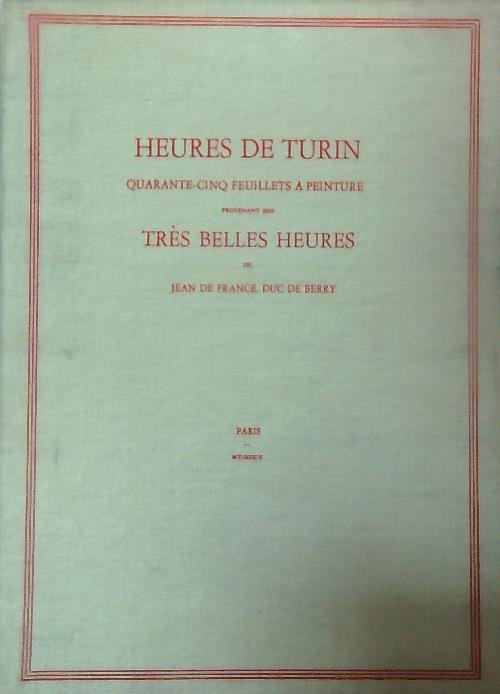 HEURES DE TURIN
QUARANTE-CINQ FEUILLETS A PEINTURE
PROVENANT DES
TRÈS BELLES HEURES
DE
JEAN DE FRANCE, DUC DE BERRY
PARIS